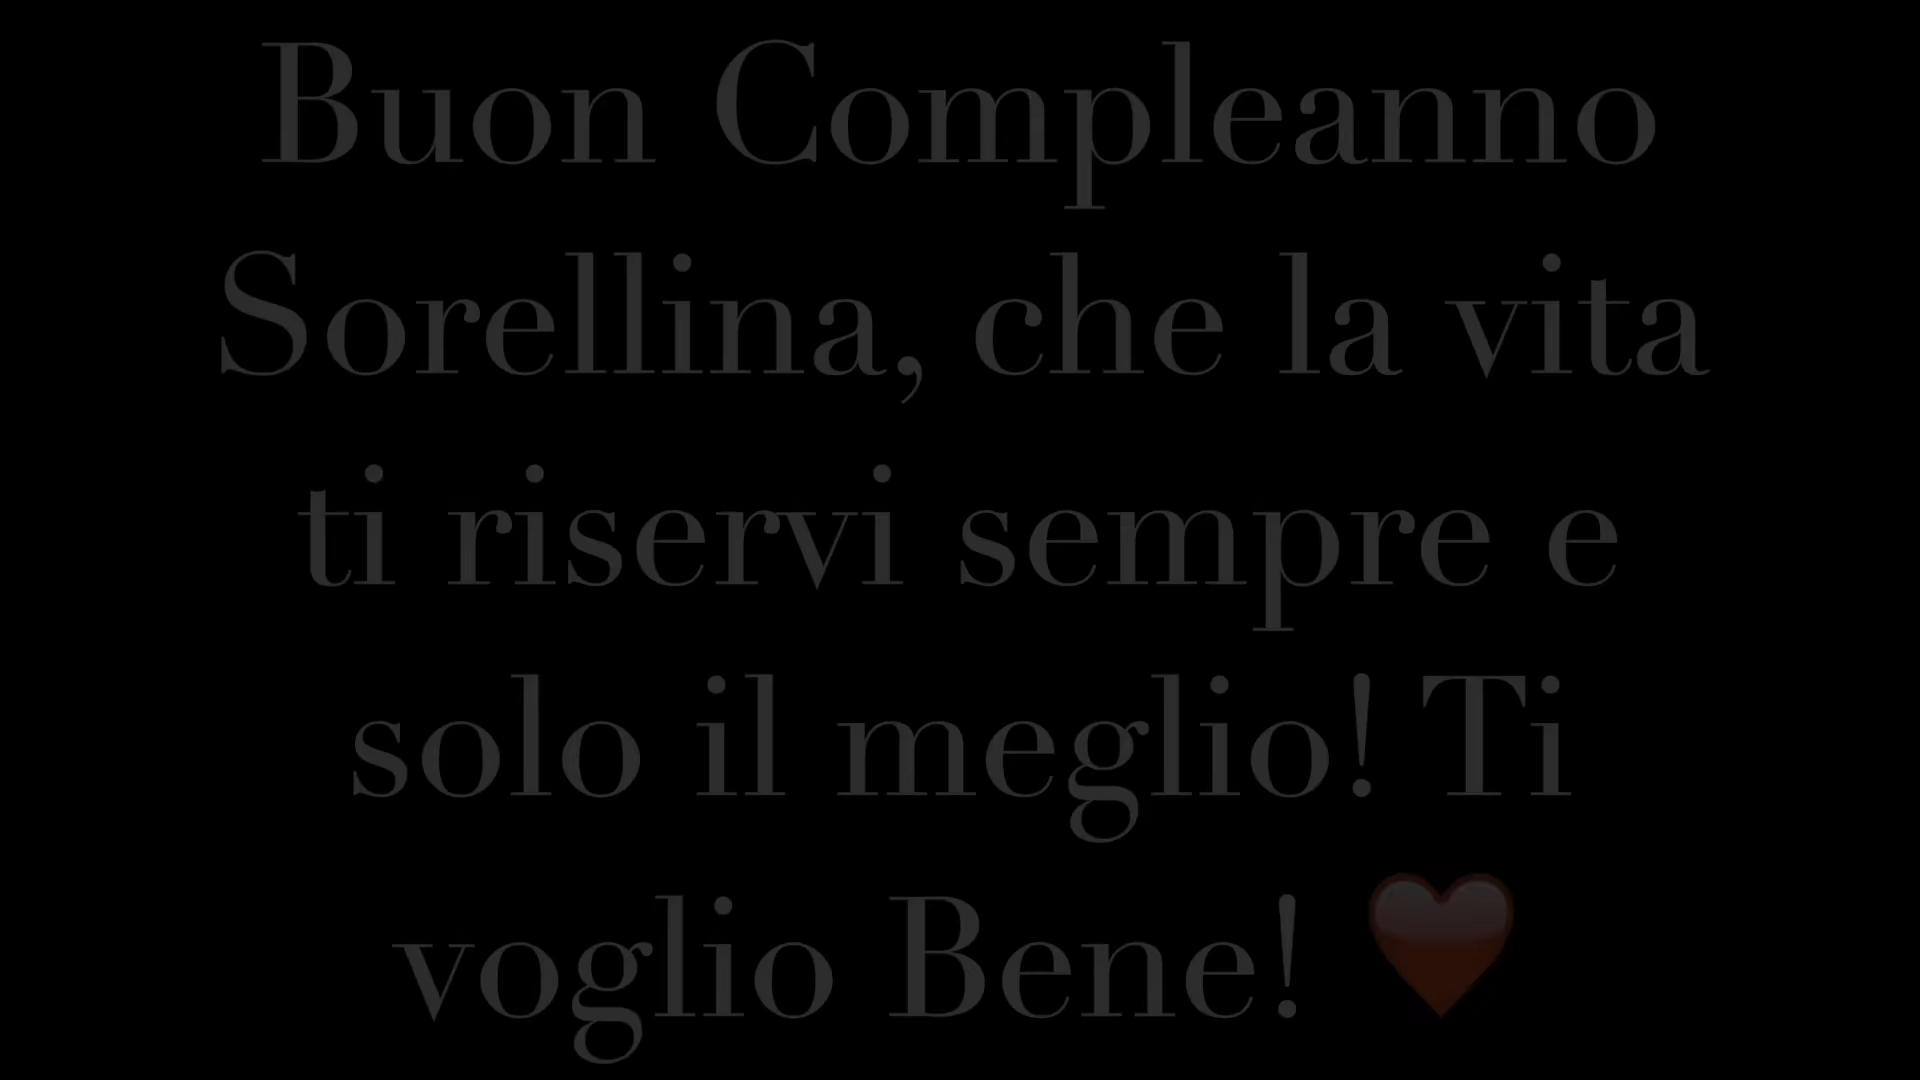 Buon Compleanno
Sorellina, che la vita
ti riservi sempre e
solo il meglio! Ti
voglio Bene! ❤️